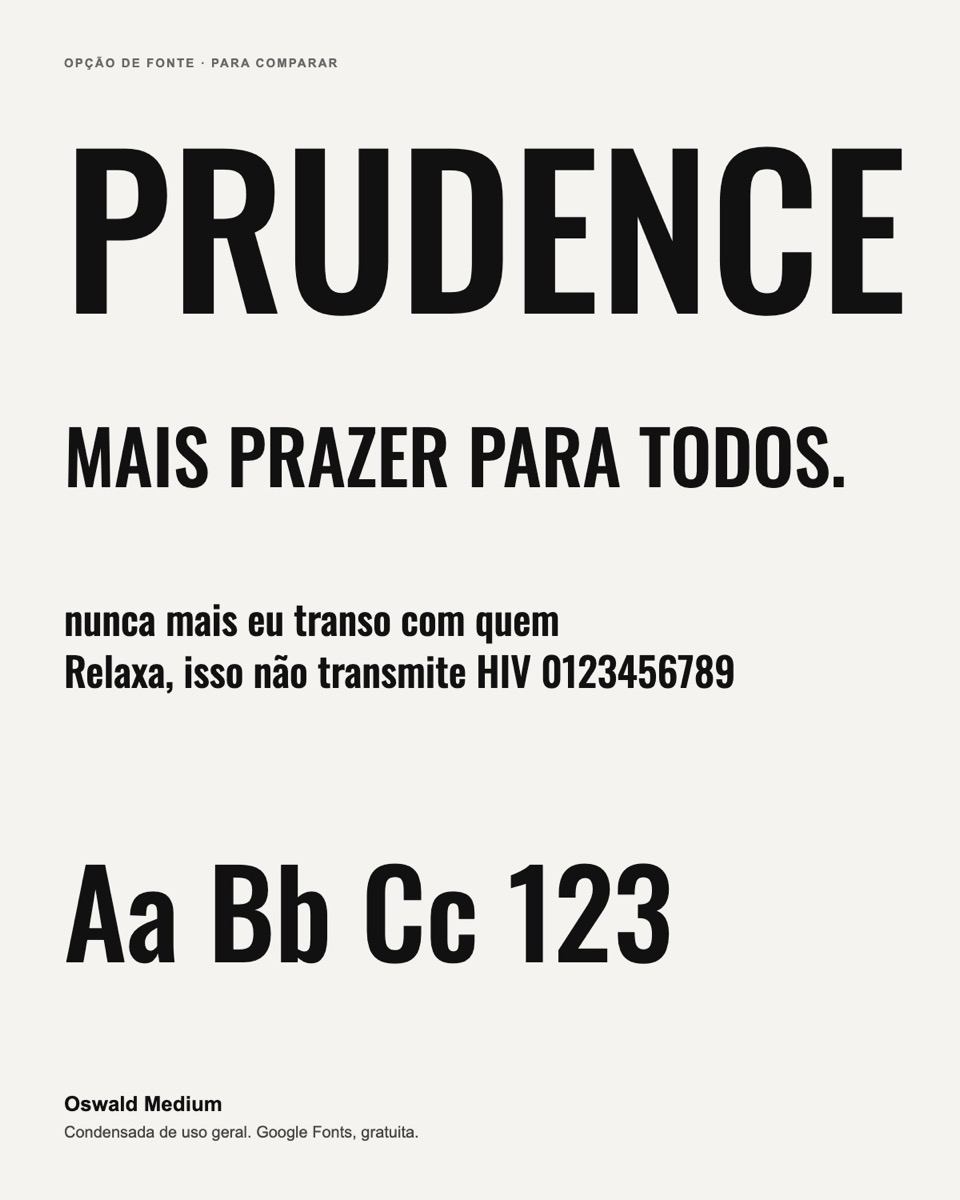 OPÇÃO DE FONTE · PARA COMPARAR
PRUDENCE
MAIS PRAZER PARA TODOS.
nunca mais eu transo com quem
Relaxa, isso não transmite HIV 0123456789
Aa Bb Cc 123
Oswald Medium
Condensada de uso geral. Google Fonts, gratuita.